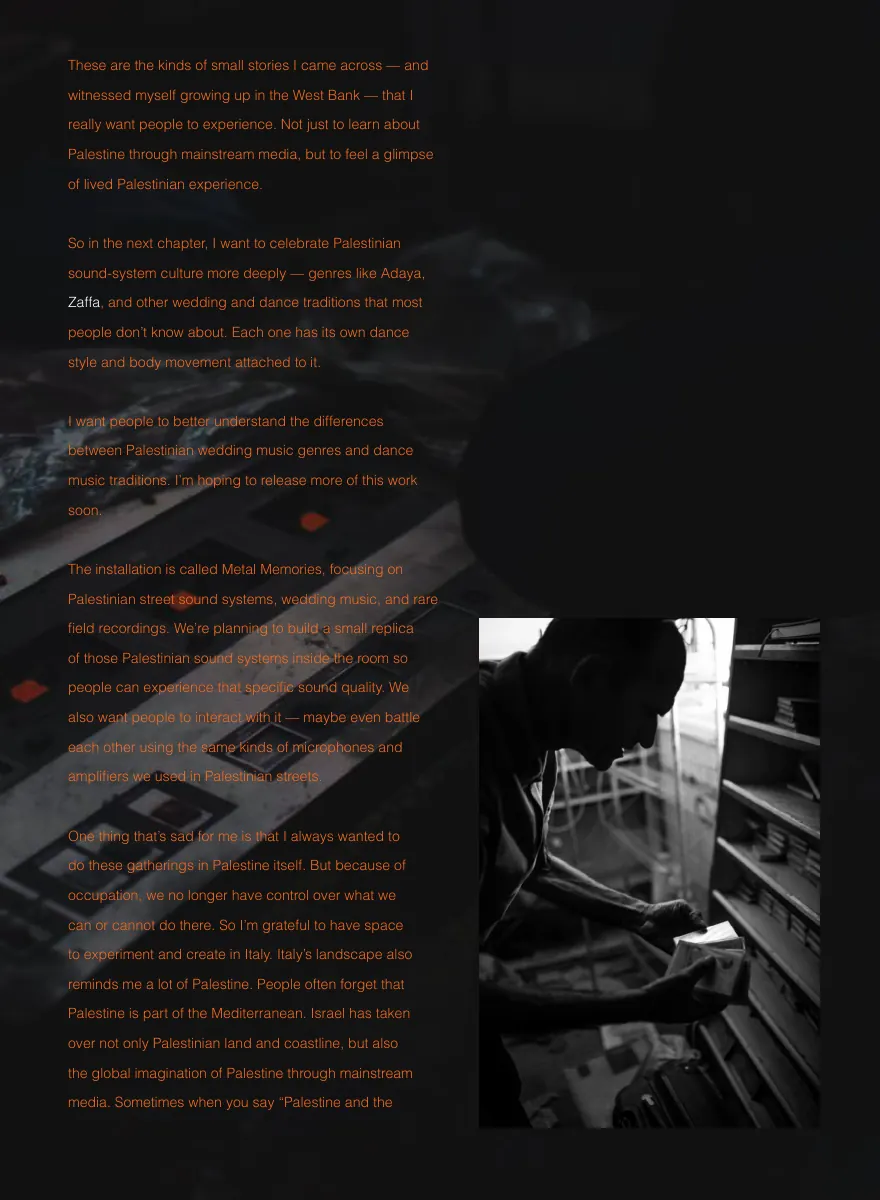 These are the kinds of small stories I came across — and
witnessed myself growing up in the West Bank — that I
really want people to experience. Not just to learn about
Palestine through mainstream media, but to feel a glimpse
of lived Palestinian experience.
So in the next chapter, I want to celebrate Palestinian
sound-system culture more deeply — genres like Adaya,
Zaffa, and other wedding and dance traditions that most
people don’t know about. Each one has its own dance
style and body movement attached to it.
I want people to better understand the differences
between Palestinian wedding music genres and dance
music traditions. I’m hoping to release more of this work
soon.
The installation is called Metal Memories, focusing on
Palestinian street sound systems, wedding music, and rare
field recordings. We’re planning to build a small replica
of those Palestinian sound systems inside the room so
people can experience that specific sound quality. We
also want people to interact with it — maybe even battle
each other using the same kinds of microphones and
amplifiers we used in Palestinian streets.
One thing that’s sad for me is that I always wanted to
do these gatherings in Palestine itself. But because of
occupation, we no longer have control over what we
can or cannot do there. So I’m grateful to have space
to experiment and create in Italy. Italy’s landscape also
reminds me a lot of Palestine. People often forget that
Palestine is part of the Mediterranean. Israel has taken
over not only Palestinian land and coastline, but also
the global imagination of Palestine through mainstream
media. Sometimes when you say “Palestine and the